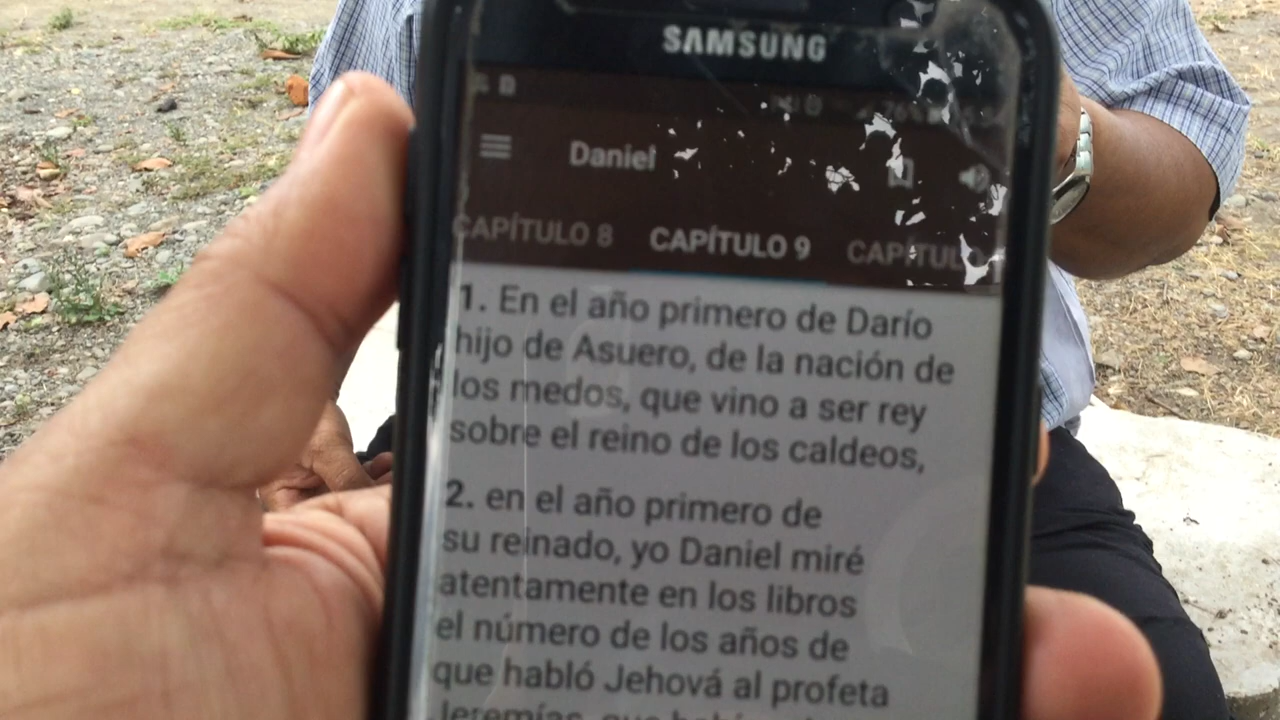 SAMSUNG
76%
Daniel
CAPÍTULO 8 CAPÍTULO 9
1. En el año primero de Darío
hijo de Asuero, de la nación de
los medos, que vino a ser rey
sobre el reino de los caldeos,
2. en el año primero de
su reinado, yo Daniel miré
atentamente en los libros
el número de los años de
que habló Jehová al profeta
Jeremías, que